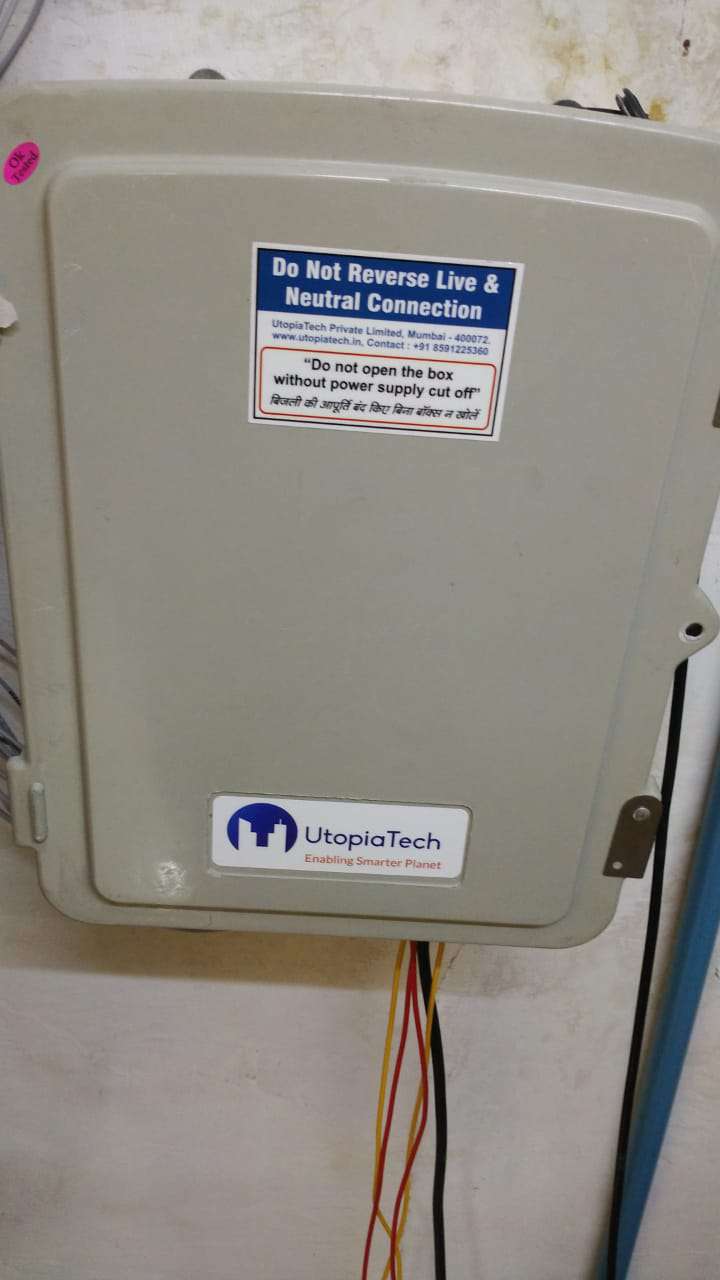 Ok
Tested
Do Not Reverse Live &
Neutral Connection
UtopiaTech Private Limited, Mumbai - 400072.
www.utopiatech.in, Contact : +91 8591225360
"Do not open the box
without power supply cut off"
बिजली की आपूर्ति बंद किए बिना बॉक्स न खोलें
UtopiaTech
Enabling Smarter Planet